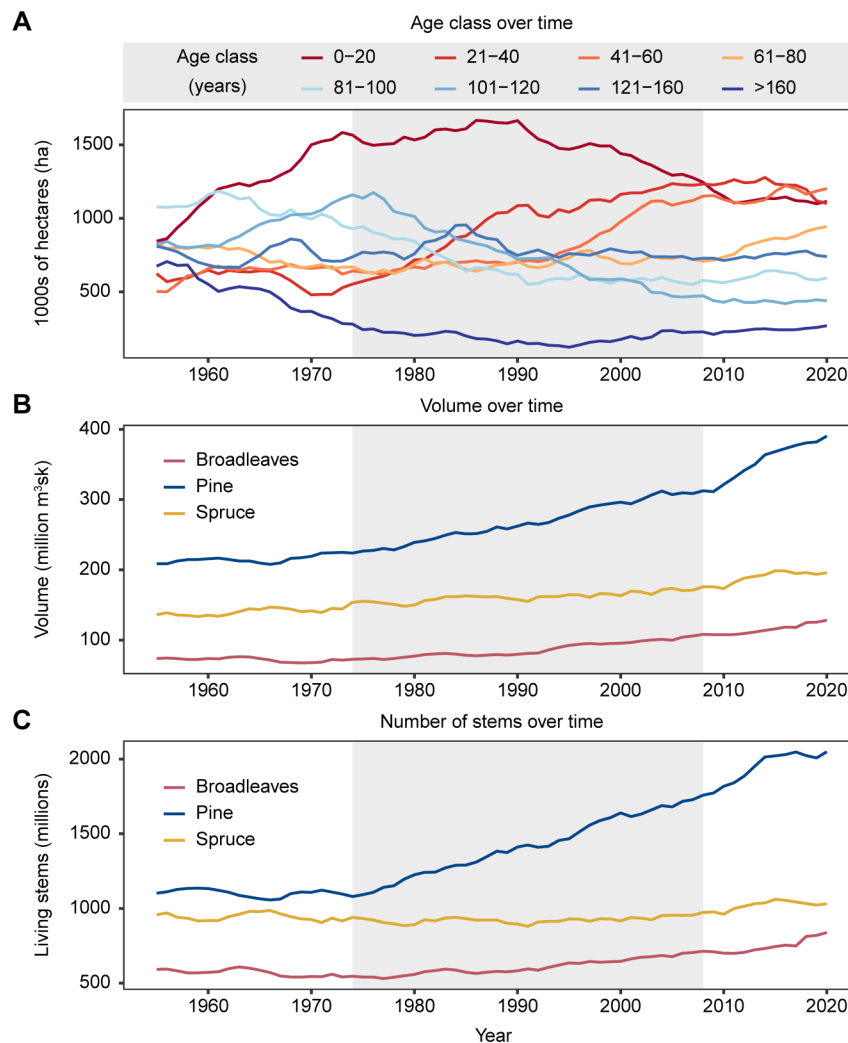 A
Age class over time
Age class
(years)
0−20
21−40
41−60
61−80
81−100
101−120
121−160
>160
1000s of hectares (ha)
1500
1000
500
1960
1970
1980
1990
2000
2010
2020
B
Volume over time
Volume (million m³sk)
400
300
200
100
Broadleaves
Pine
Spruce
1960
1970
1980
1990
2000
2010
2020
C
Number of stems over time
Living stems (millions)
2000
1500
1000
500
Broadleaves
Pine
Spruce
1960
1970
1980
1990
2000
2010
2020
Year